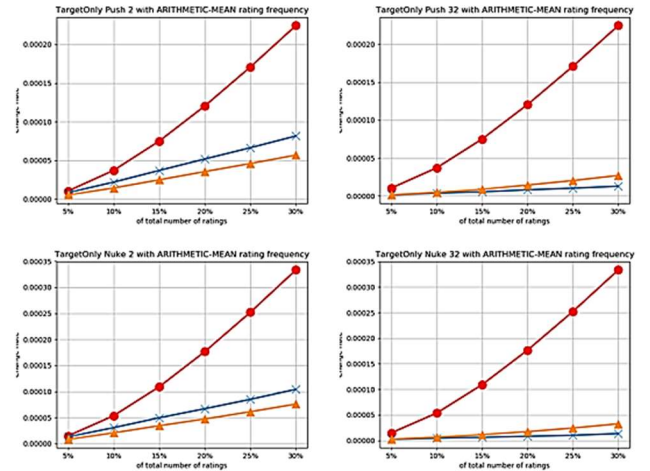 TargetOnly Push 2 with ARITHMETIC-MEAN rating frequency
0.00020
0.00015
0.00010
0.00005
0.00000
5% 10% 15% 20% 25% 30%
of total number of ratings
TargetOnly Push 32 with ARITHMETIC-MEAN rating frequency
0.00020
0.00015
0.00010
0.00005
0.00000
5% 10% 15% 20% 25% 30%
of total number of ratings
TargetOnly Nuke 2 with ARITHMETIC-MEAN rating frequency
0.00035
0.00030
0.00025
0.00020
0.00015
0.00010
0.00005
0.00000
5% 10% 15% 20% 25% 30%
of total number of ratings
TargetOnly Nuke 32 with ARITHMETIC-MEAN rating frequency
0.00035
0.00030
0.00025
0.00020
0.00015
0.00010
0.00005
0.00000
5% 10% 15% 20% 25% 30%
of total number of ratings